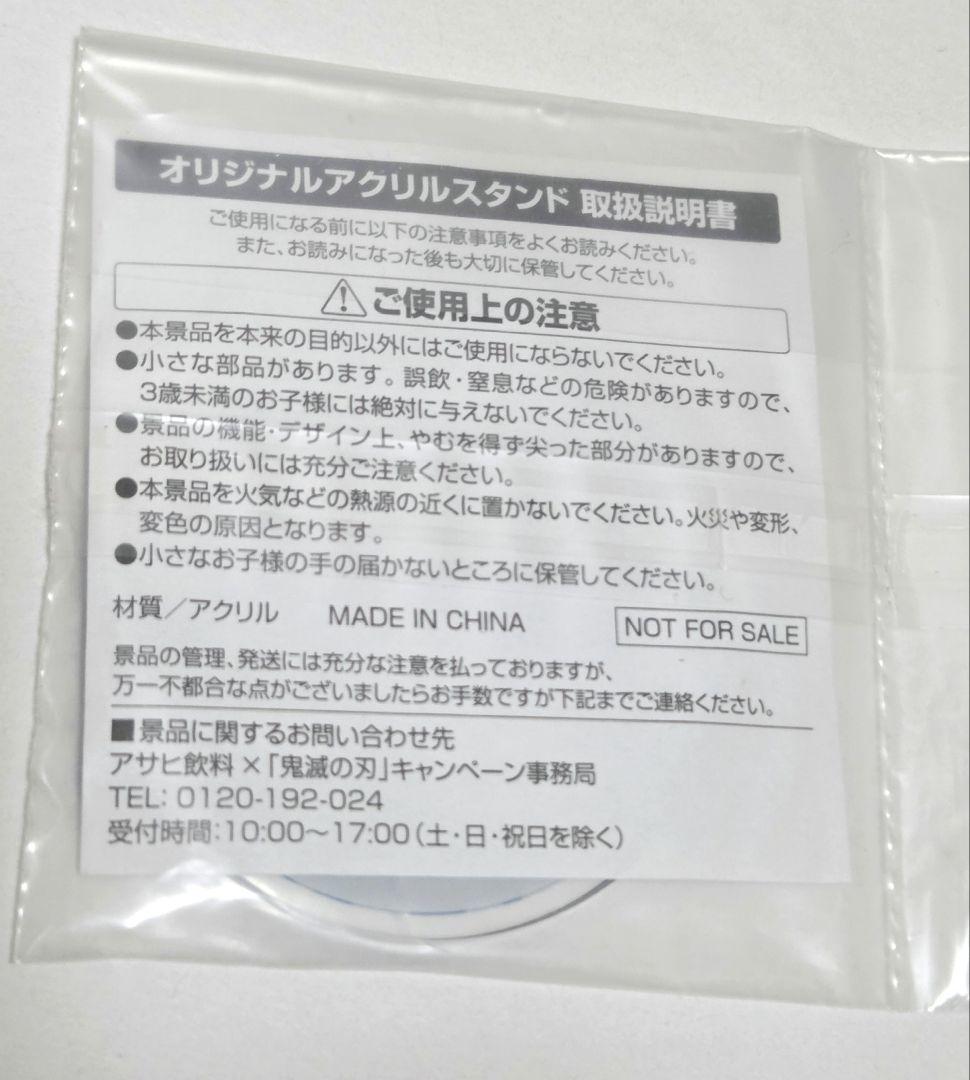 オリジナルアクリルスタンド 取扱説明書
ご使用になる前に以下の注意事項をよくお読みください。
また、お読みになった後も大切に保管してください。
ご使用上の注意
●本景品を本来の目的以外にはご使用にならないでください。
●小さな部品があります。誤飲・窒息などの危険がありますので、
3歳未満のお子様には絶対に与えないでください。
●景品の機能・デザイン上、やむを得ず尖った部分がありますので、
お取り扱いには充分ご注意ください。
●本景品を火気などの熱源の近くに置かないでください。火災や変形、
変色の原因となります。
●小さなお子様の手の届かないところに保管してください。
材質／アクリル MADE IN CHINA NOT FOR SALE
景品の管理、発送には充分な注意を払っておりますが、
万一不都合な点がございましたらお手数ですが下記までご連絡ください。
■景品に関するお問い合わせ先
アサヒ飲料×「鬼滅の刃」キャンペーン事務局
TEL: 0120-192-024
受付時間:10:00～17:00（土・日・祝日を除く）